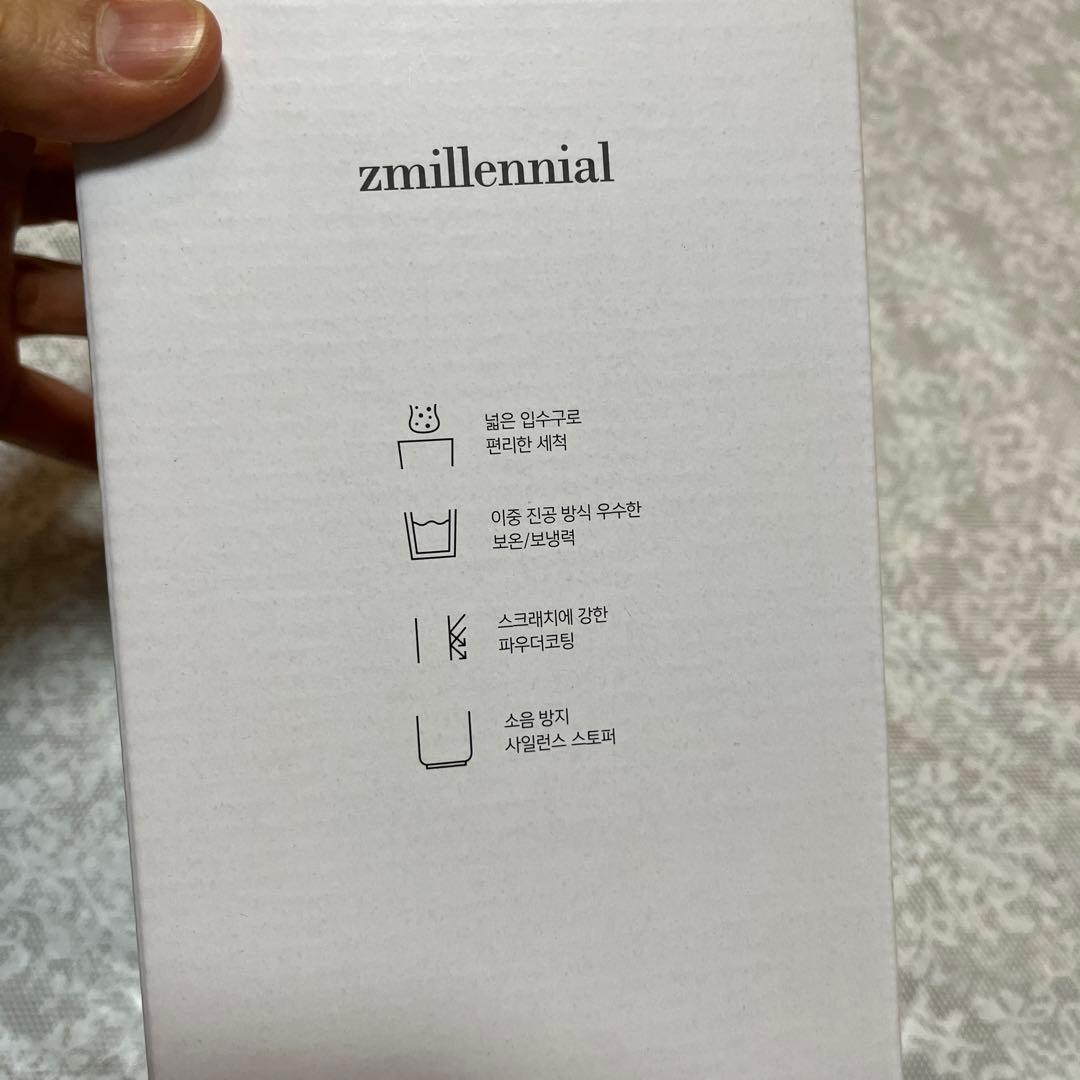 zmillennial
넓은 입수구로
편리한 세척
이중 진공 방식 우수한
보온/보냉력
스크래치에 강한
파우더코팅
소음 방지
사일런스 스토퍼